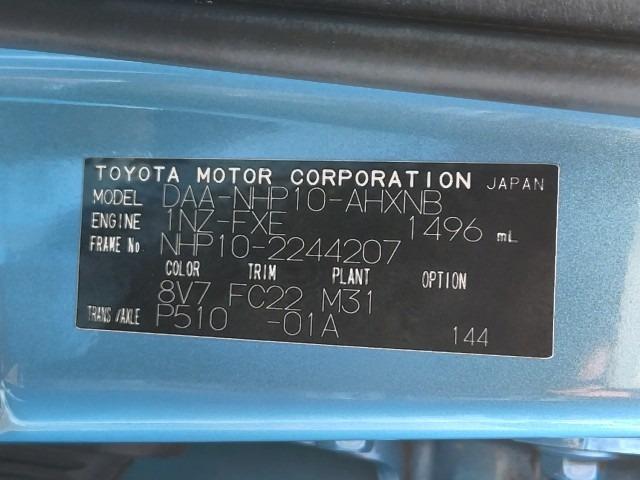 TOYOTA MOTOR CORPORATION JAPAN
MODEL DAA-NHP10-AHXNB
ENGINE 1NZ-FXE 1496 mL
FRAME No. NHP10-2244207
COLOR TRIM PLANT OPTION
8V7 FC22 M31
TRANS/AXLE P510 -01A 144